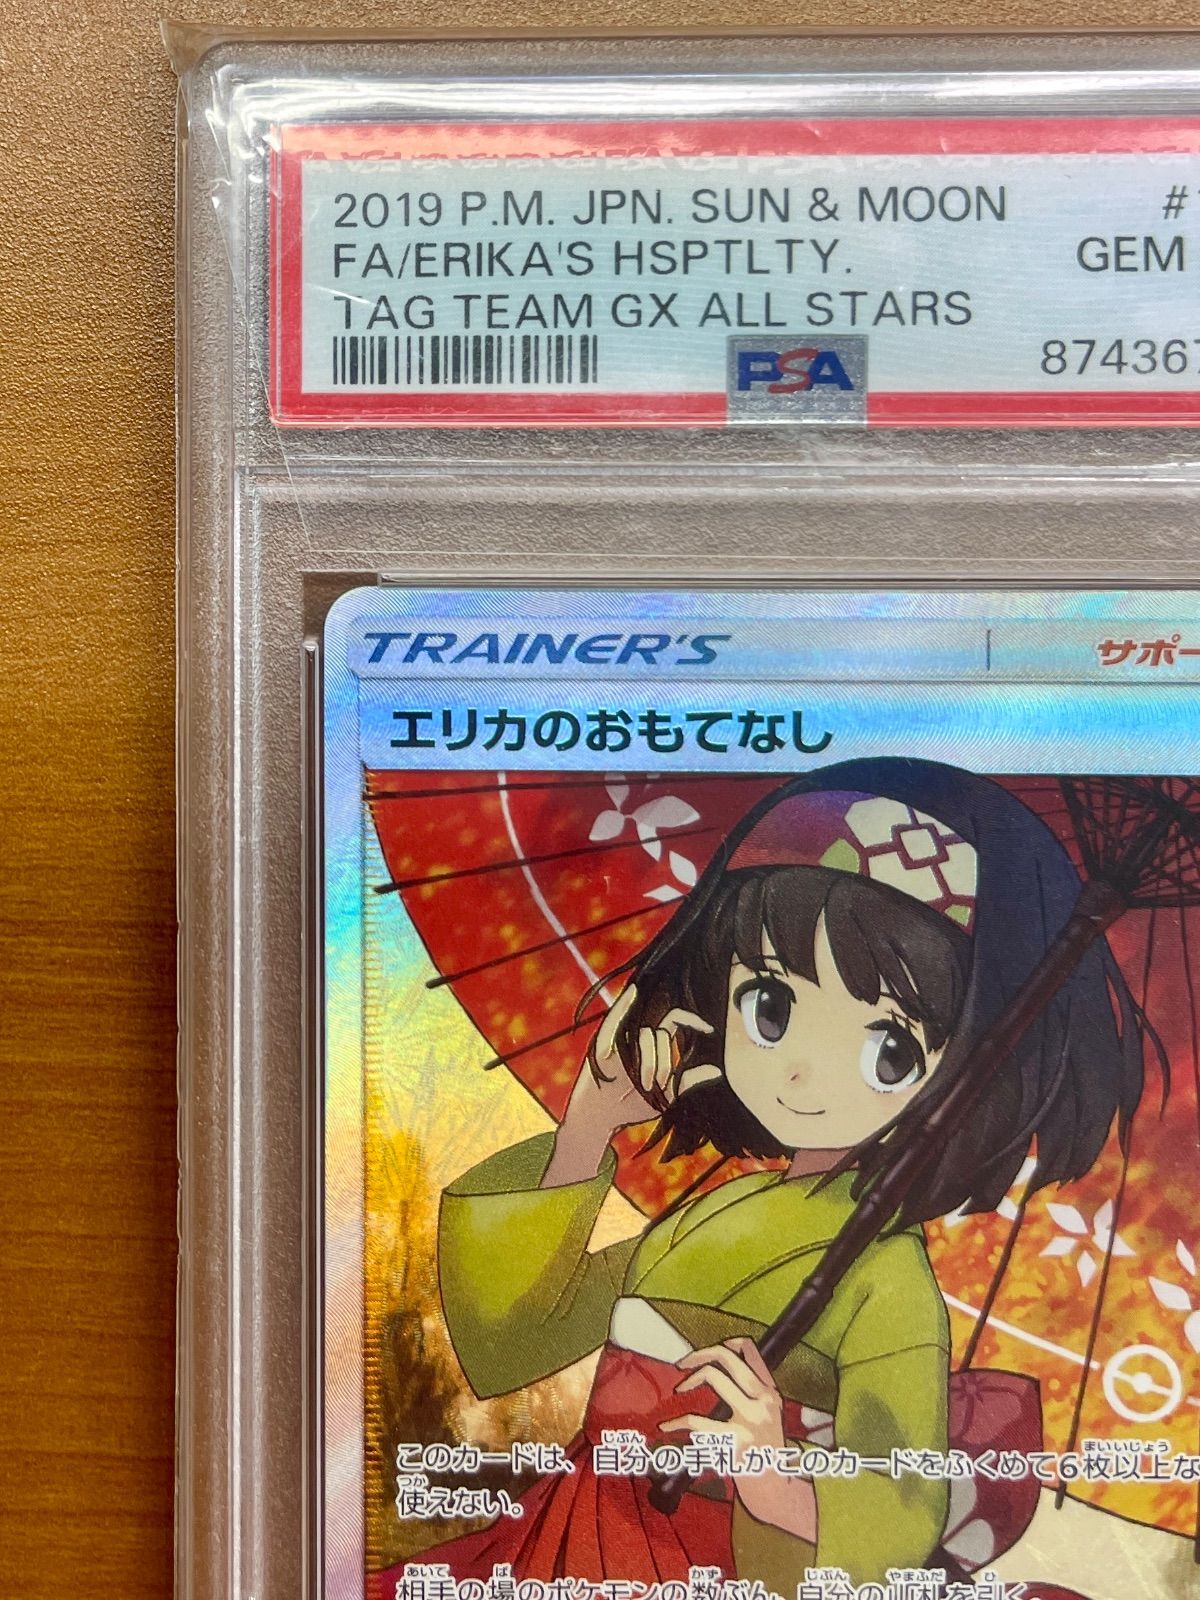 2019 P.M. JPN. SUN & MOON #
FA/ERIKA'S HSPTLTY. GEM
TAG TEAM GX ALL STARS
PSA 87436
TRAINER'S サポー
エリカのおもてなし
このカードは、自分の手札がこのカードをふくめて6枚以上な
使えない。
相手の場のポケモンの数ぶん、自分の山札を引く